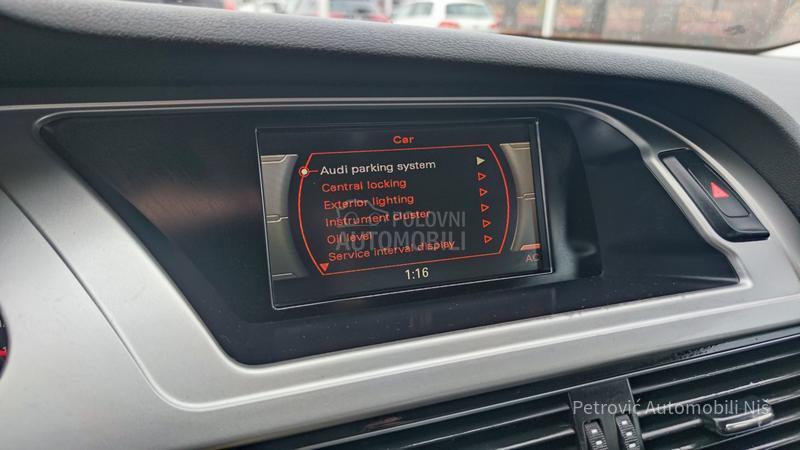 Car
Audi parking system
Central locking
Exterior lighting
Instrument cluster
Oil level
Service interval display
POLOVNI
AUTOMOBILI
1:16
AC
Petrović Automobili Niš